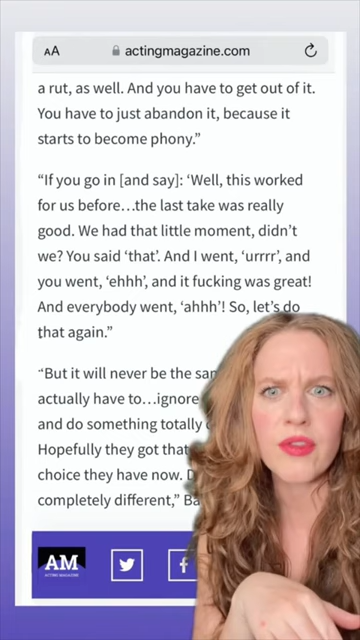 AA
actingmagazine.com
a rut, as well. And you have to get out of it.
You have to just abandon it, because it
starts to become phony.”
“If you go in [and say]: ‘Well, this worked
for us before…the last take was really
good. We had that little moment, didn’t
we? You said ‘that’. And I went, ‘urrrr’, and
you went, ‘ehhh’, and it fucking was great!
And everybody went, ‘ahhh’! So, let’s do
that again.”
“But it will never be the
actually have to…ignore
and do something totally
Hopefully they got that
choice they have now.
completely different,”
AM
ACTING MAGAZINE